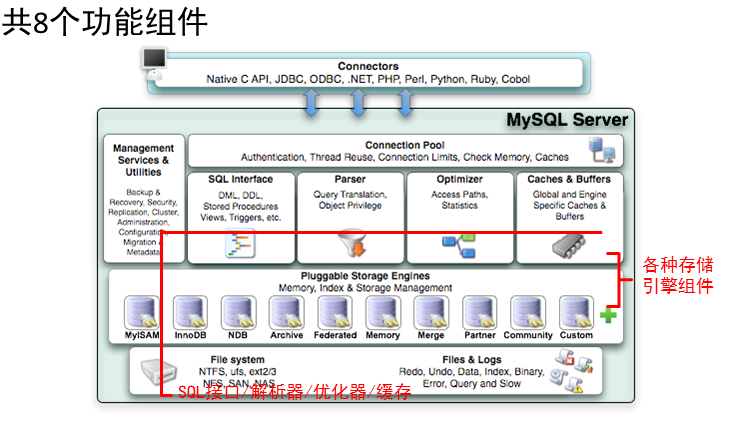 共8个功能组件
Connectors
Native C API, JDBC, ODBC, .NET, PHP, Perl, Python, Ruby, Cobol
MySQL Server
Management
Services &
Utilities
Backup &
Recovery, Security,
Replication, Cluster,
Administration,
Configuration,
Migration &
Metadata
Connection Pool
Authentication, Thread Reuse, Connection Limits, Check Memory, Caches
SQL Interface
DML, DDL,
Stored Procedures
Views, Triggers, etc.
Parser
Query Translation,
Object Privilege
Optimizer
Access Paths,
Statistics
Caches & Buffers
Global and Engine
Specific Caches &
Buffers
各种存储
引擎组件
Pluggable Storage Engines
Memory, Index & Storage Management
MyISAM InnoDB NDB Archive Federated Memory Merge Partner Community Custom
File system
NTFS, ufs, ext2/3
NFS, SAN, NAS
Files & Logs
Redo, Undo, Data, Index, Binary,
Error, Query and Slow
SQL接口/解析器/优化器/缓存